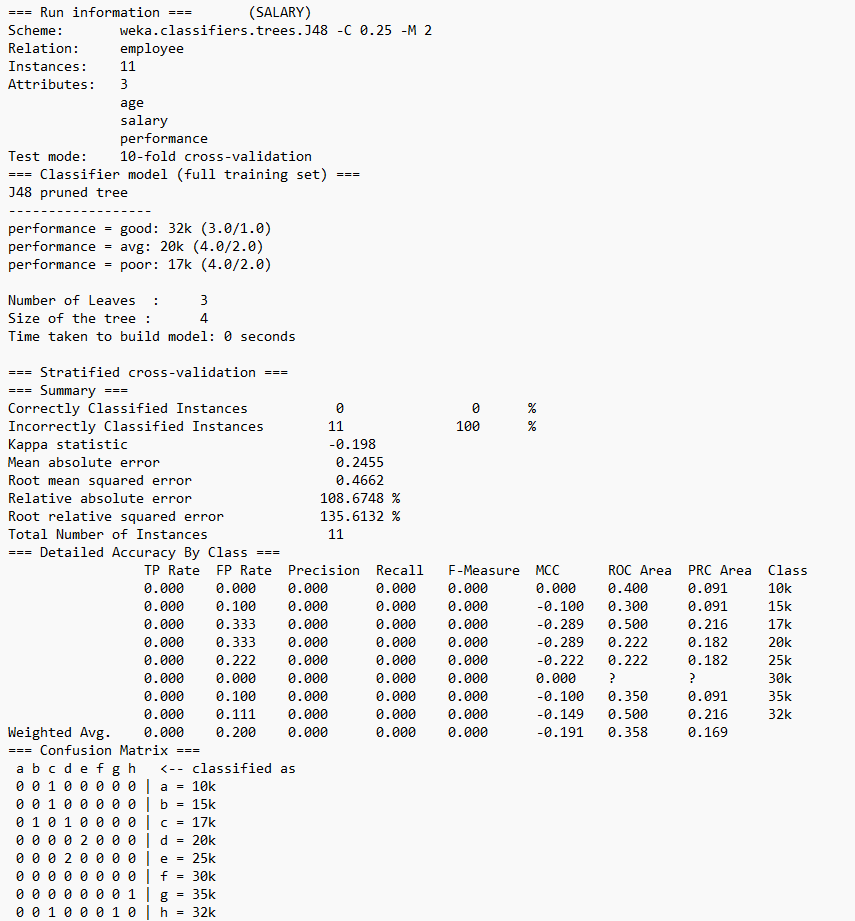 === Run information ===       (SALARY)
Scheme:       weka.classifiers.trees.J48 -C 0.25 -M 2
Relation:     employee
Instances:    11
Attributes:   3
              age
              salary
              performance
Test mode:    10-fold cross-validation
=== Classifier model (full training set) ===
J48 pruned tree
------------------
performance = good: 32k (3.0/1.0)
performance = avg: 20k (4.0/2.0)
performance = poor: 17k (4.0/2.0)
Number of Leaves  :     3
Size of the tree :      4
Time taken to build model: 0 seconds
=== Stratified cross-validation ===
=== Summary ===
Correctly Classified Instances           0                0      %
Incorrectly Classified Instances        11              100      %
Kappa statistic                         -0.198
Mean absolute error                      0.2455
Root mean squared error                  0.4662
Relative absolute error                108.6748 %
Root relative squared error            135.6132 %
Total Number of Instances               11
=== Detailed Accuracy By Class ===
                 TP Rate  FP Rate  Precision  Recall   F-Measure  MCC      ROC Area  PRC Area  Class
                 0.000    0.000    0.000      0.000    0.000      0.000    0.400     0.091     10k
                 0.000    0.100    0.000      0.000    0.000      -0.100   0.300     0.091     15k
                 0.000    0.333    0.000      0.000    0.000      -0.289   0.500     0.216     17k
                 0.000    0.333    0.000      0.000    0.000      -0.289   0.222     0.182     20k
                 0.000    0.222    0.000      0.000    0.000      -0.222   0.222     0.182     25k
                 0.000    0.000    0.000      0.000    0.000      0.000    ?         ?         30k
                 0.000    0.100    0.000      0.000    0.000      -0.100   0.350     0.091     35k
                 0.000    0.111    0.000      0.000    0.000      -0.149   0.500     0.216     32k
Weighted Avg.    0.000    0.200    0.000      0.000    0.000      -0.191   0.358     0.169
=== Confusion Matrix ===
 a b c d e f g h   <-- classified as
 0 0 1 0 0 0 0 0 | a = 10k
 0 0 1 0 0 0 0 0 | b = 15k
 0 1 0 1 0 0 0 0 | c = 17k
 0 0 0 0 2 0 0 0 | d = 20k
 0 0 0 2 0 0 0 0 | e = 25k
 0 0 0 0 0 0 0 0 | f = 30k
 0 0 0 0 0 0 0 1 | g = 35k
 0 0 1 0 0 0 1 0 | h = 32k